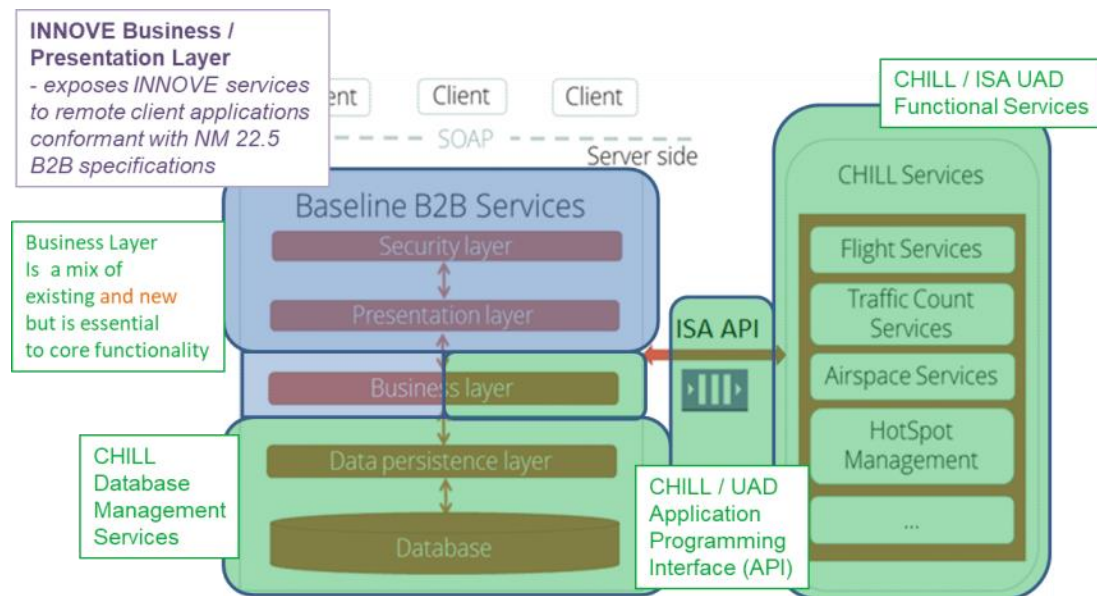 INNOVE Business /
Presentation Layer
- exposes INNOVE services
to remote client applications
conformant with NM 22.5
B2B specifications
ent
Client
Client
SOAP
Server side
CHILL / ISA UAD
Functional Services
Baseline B2B Services
Security layer
Presentation layer
Business layer
Data persistence layer
Database
Business Layer
Is a mix of
existing and new
but is essential
to core functionality
CHILL
Database
Management
Services
ISA API
CHILL / UAD
Application
Programming
Interface (API)
CHILL Services
Flight Services
Traffic Count
Services
Airspace Services
HotSpot
Management
...